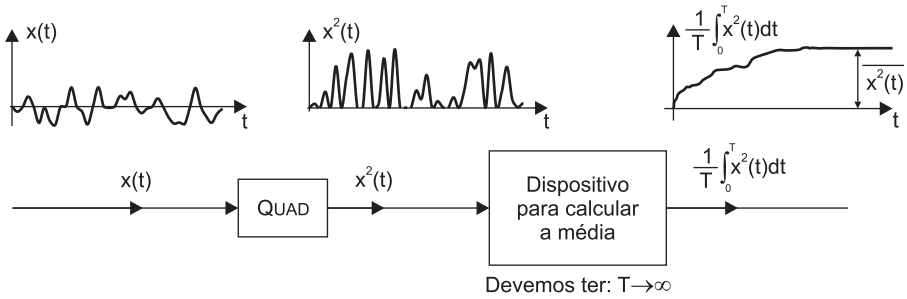 x(t)
t
x²(t)
t
1/T ∫₀ᵀ x²(t)dt
x²(t)
t
x(t)
QUAD
x²(t)
Dispositivo
para calcular
a média
1/T ∫₀ᵀ x²(t)dt
Devemos ter: T→∞